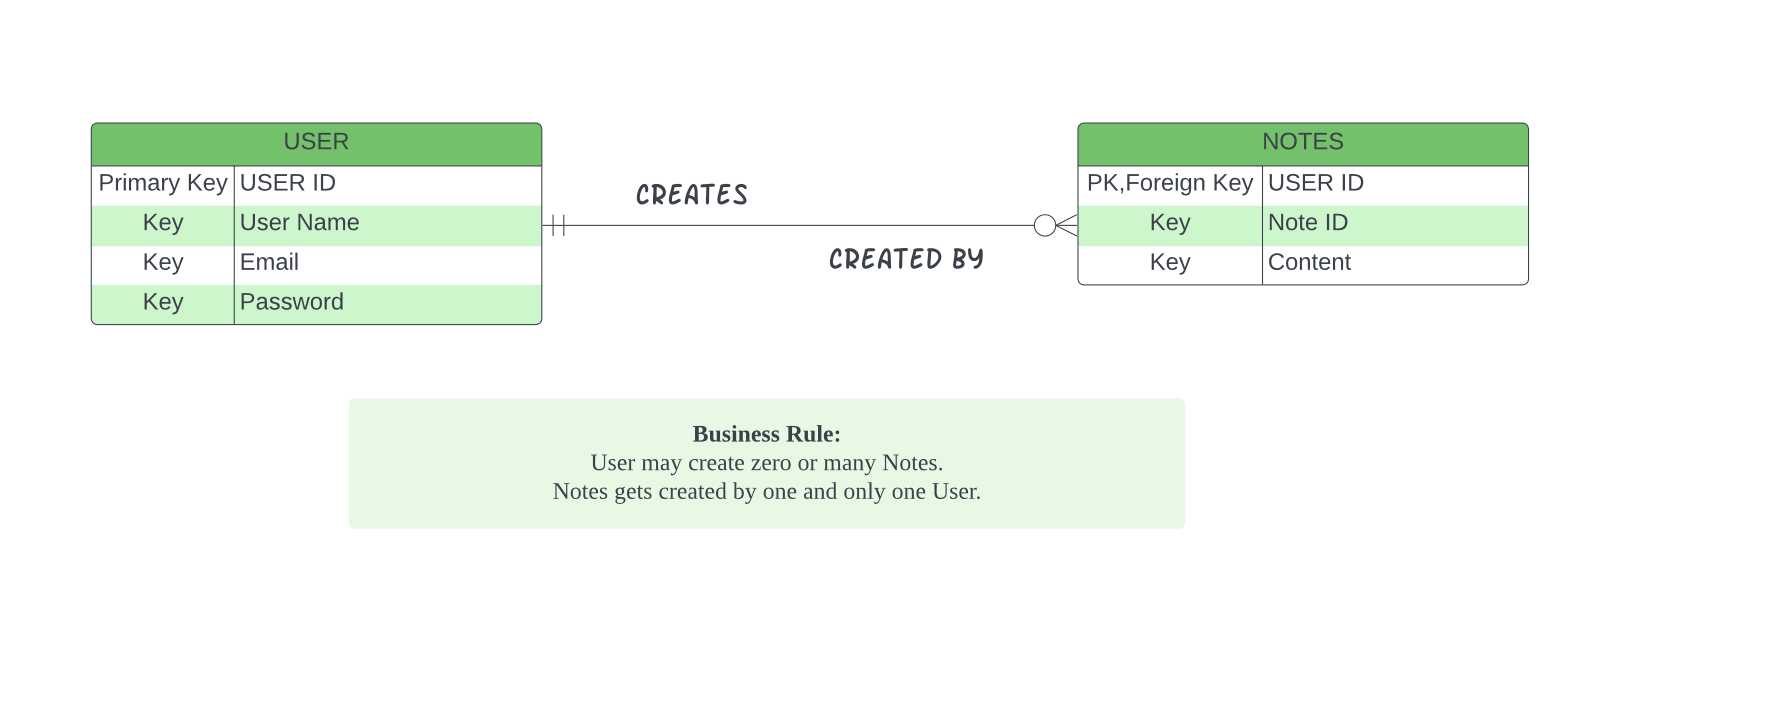 USER
Primary Key USER ID
Key User Name
Key Email
Key Password
CREATES
CREATED BY
NOTES
PK,Foreign Key USER ID
Key Note ID
Key Content
Business Rule:
User may create zero or many Notes.
Notes gets created by one and only one User.